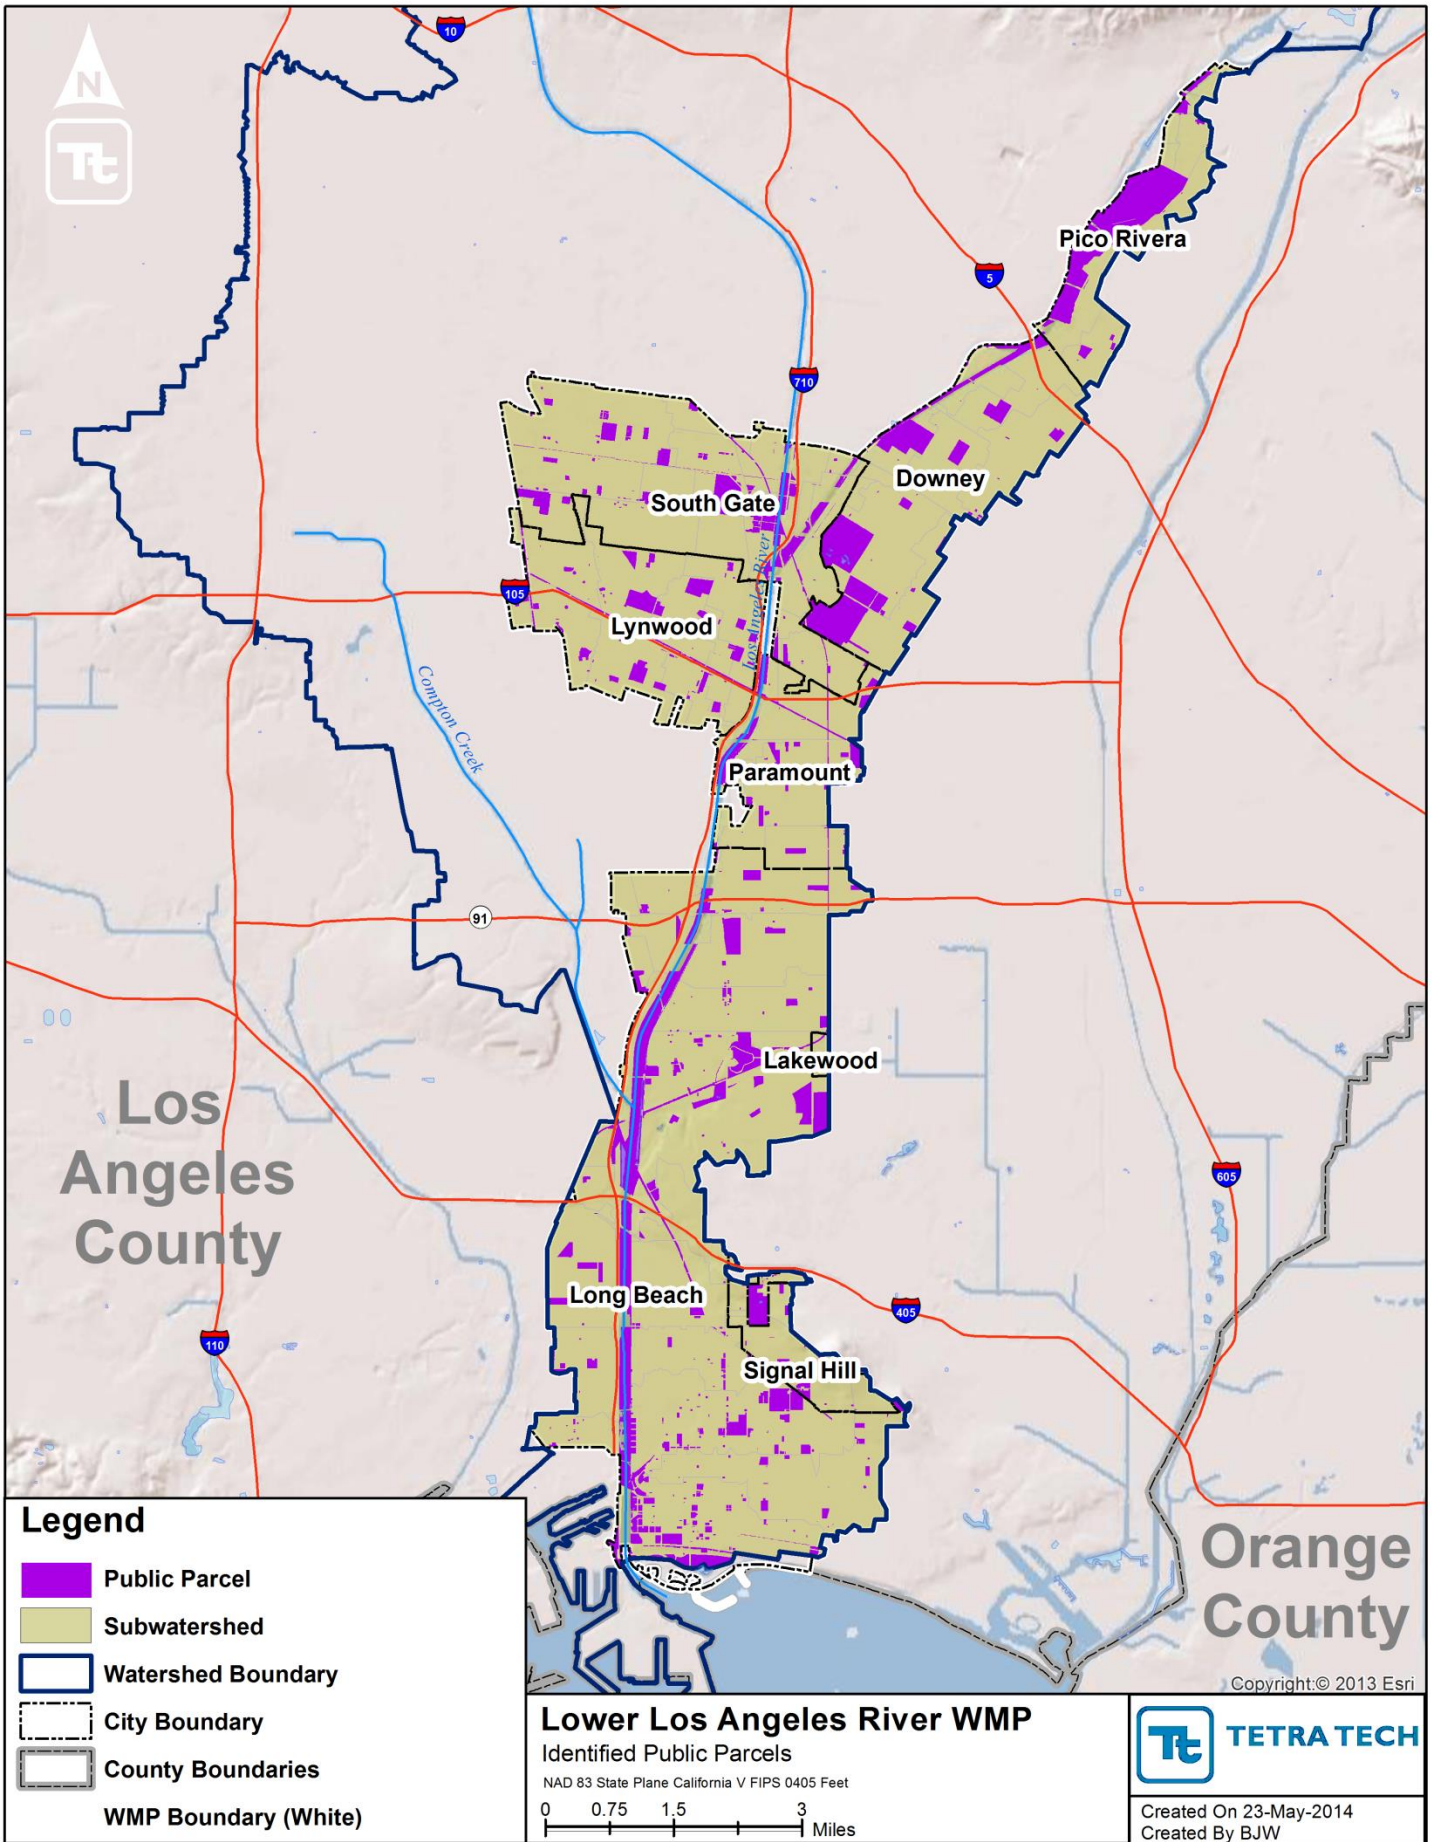 10
N
Tt
Pico Rivera
5
710
Downey
South Gate
Los Angeles River
105
Lynwood
Compton Creek
Paramount
91
Lakewood
Los
Angeles
County
605
Long Beach
405
110
Signal Hill
Orange
County
Copyright:© 2013 Esri
Legend
Public Parcel
Subwatershed
Watershed Boundary
City Boundary
County Boundaries
WMP Boundary (White)
Lower Los Angeles River WMP
Identified Public Parcels
NAD 83 State Plane California V FIPS 0405 Feet
0 0.75 1.5 3
Miles
Tt TETRA TECH
Created On 23-May-2014
Created By BJW